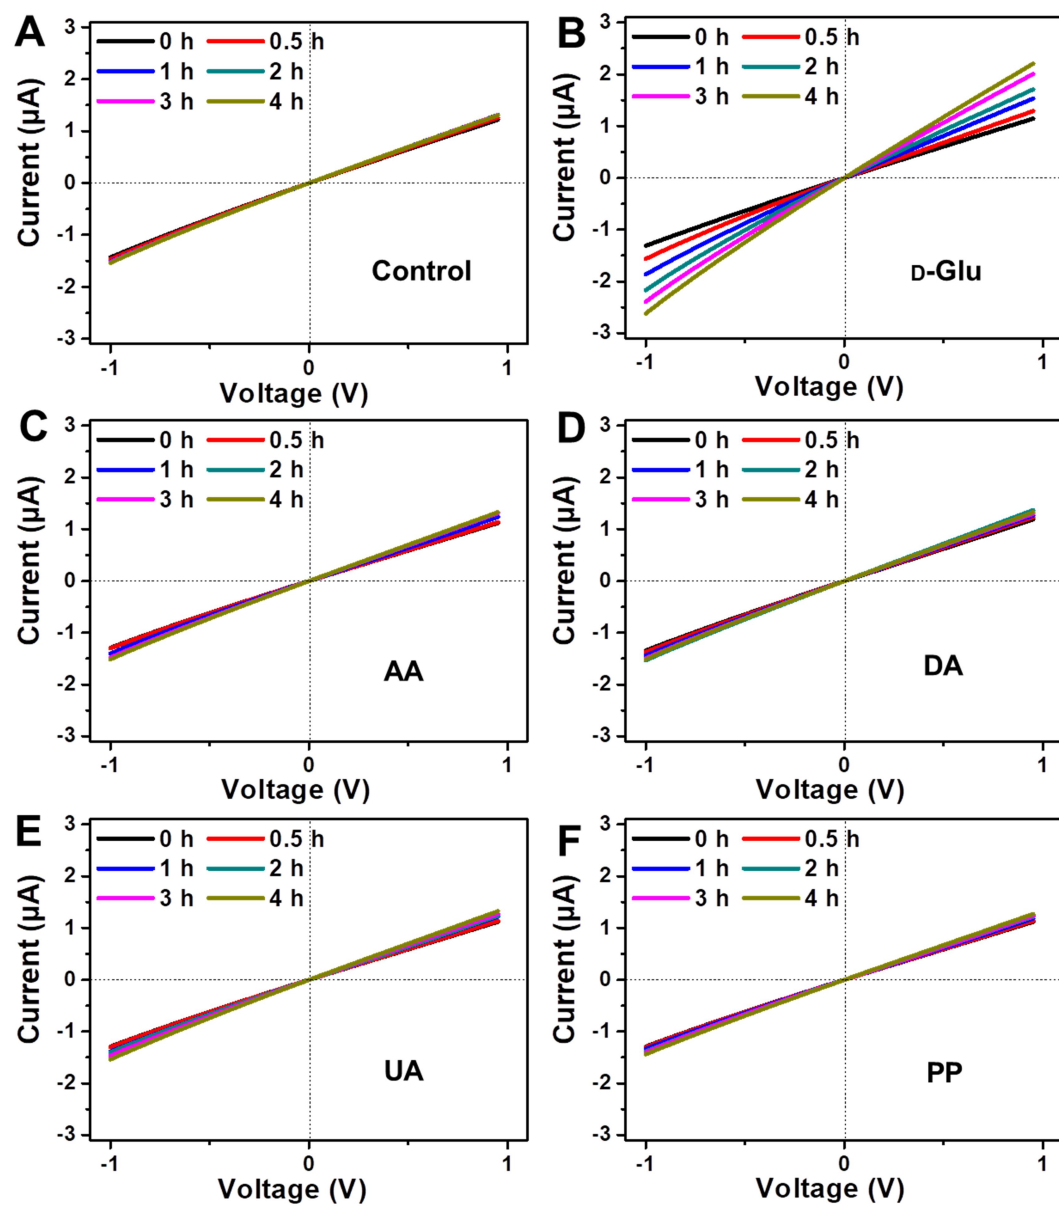 A
3
2
1
0
-1
-2
-3
Current (µA)
0 h 0.5 h
1 h 2 h
3 h 4 h
Control
-1 0 1
Voltage (V)
B
3
2
1
0
-1
-2
-3
Current (µA)
0 h 0.5 h
1 h 2 h
3 h 4 h
D-Glu
-1 0 1
Voltage (V)
C
3
2
1
0
-1
-2
-3
Current (µA)
0 h 0.5 h
1 h 2 h
3 h 4 h
AA
-1 0 1
Voltage (V)
D
3
2
1
0
-1
-2
-3
Current (µA)
0 h 0.5 h
1 h 2 h
3 h 4 h
DA
-1 0 1
Voltage (V)
E
3
2
1
0
-1
-2
-3
Current (µA)
0 h 0.5 h
1 h 2 h
3 h 4 h
UA
-1 0 1
Voltage (V)
F
3
2
1
0
-1
-2
-3
Current (µA)
0 h 0.5 h
1 h 2 h
3 h 4 h
PP
-1 0 1
Voltage (V)